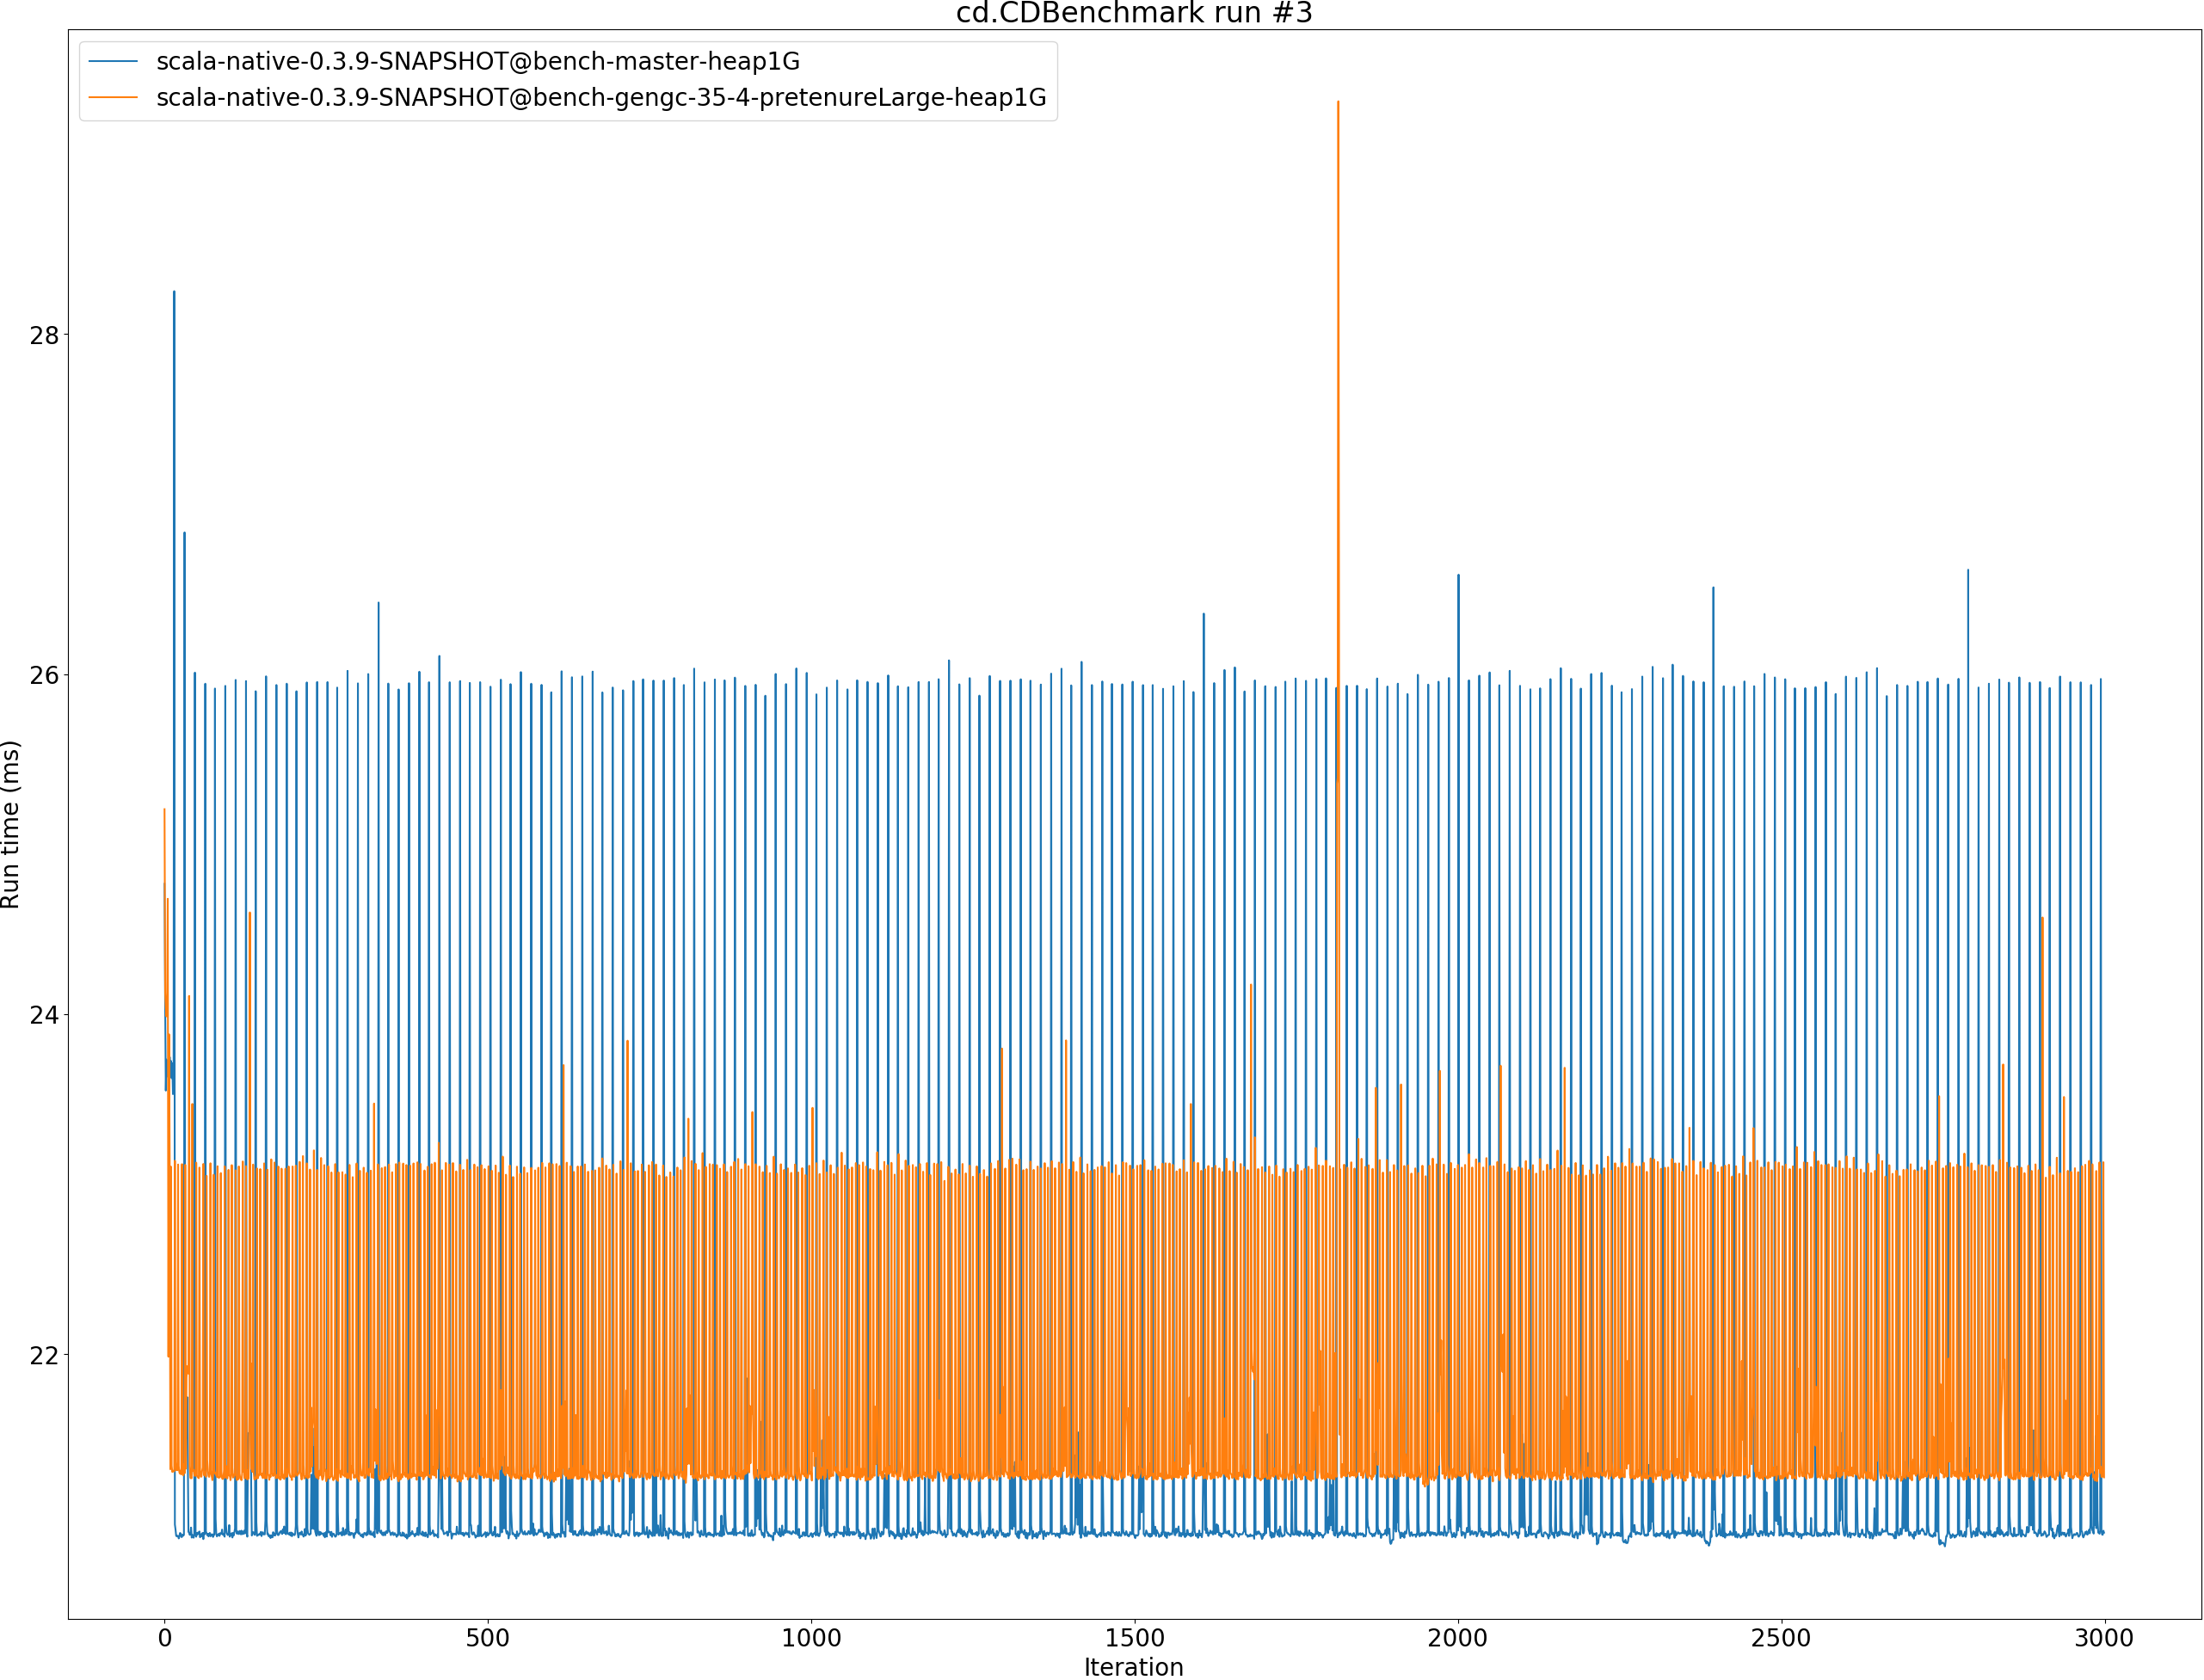 cd.CDBenchmark run #3
scala-native-0.3.9-SNAPSHOT@bench-master-heap1G
scala-native-0.3.9-SNAPSHOT@bench-gengc-35-4-pretenureLarge-heap1G
28
26
24
22
Run time (ms)
0 500 1000 1500 2000 2500 3000
Iteration